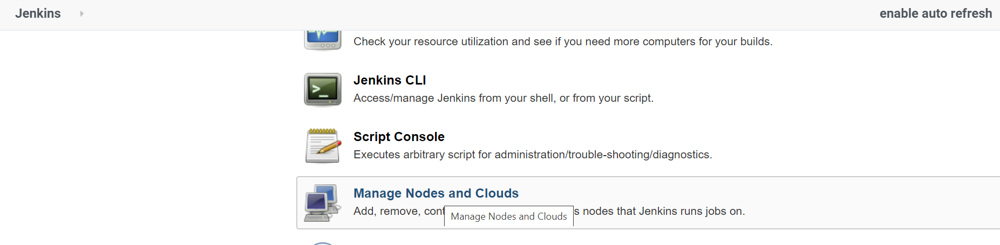 Jenkins
enable auto refresh
Check your resource utilization and see if you need more computers for your builds.
Jenkins CLI
Access/manage Jenkins from your shell, or from your script.
Script Console
Executes arbitrary script for administration/trouble-shooting/diagnostics.
Manage Nodes and Clouds
Add, remove, cont
Manage Nodes and Clouds
s nodes that Jenkins runs jobs on.